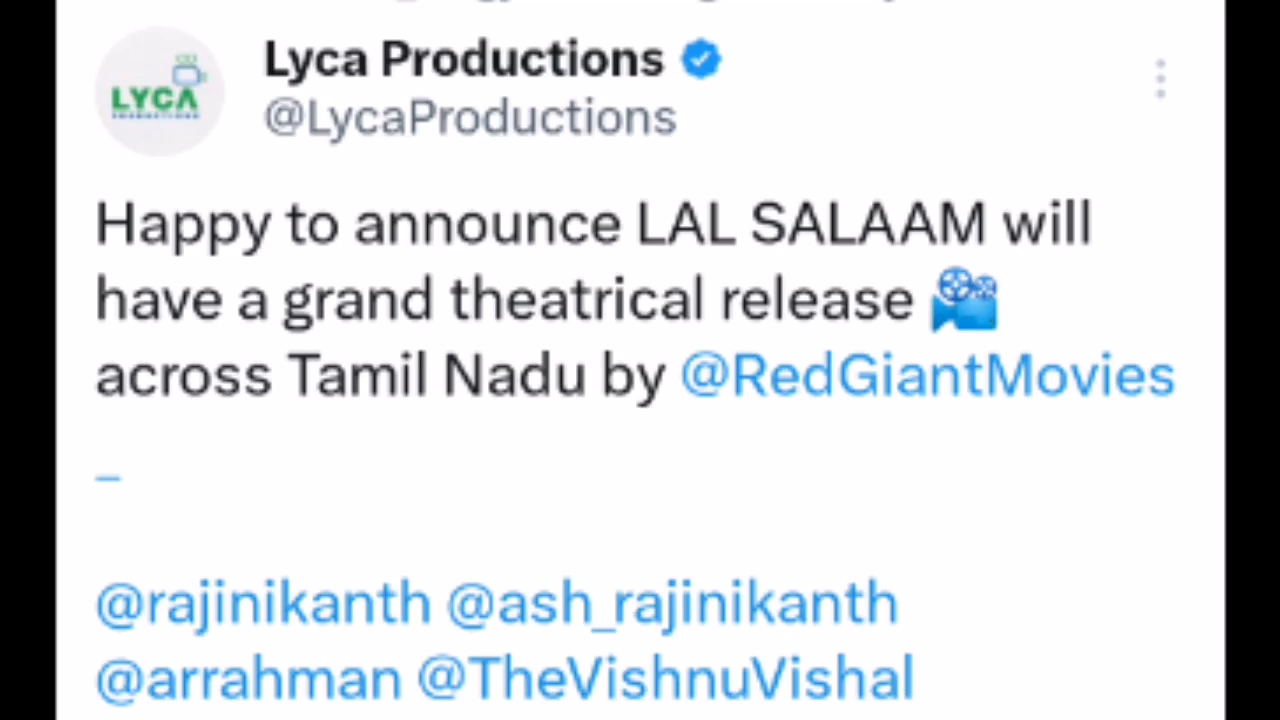 Lyca Productions
LYCA
PRODUCTIONS
@LycaProductions
Happy to announce LAL SALAAM will
have a grand theatrical release 🎥
across Tamil Nadu by @RedGiantMovies
_
@rajinikanth @ash_rajinikanth
@arrahman @TheVishnuVishal